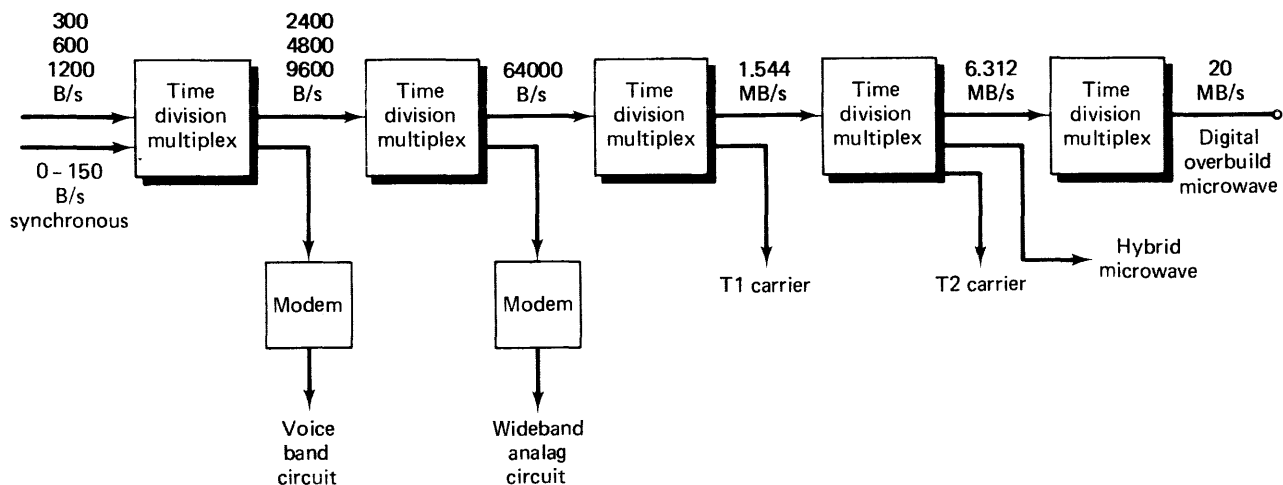 300
600
1200
B/s
0 – 150
B/s
synchronous
Time
division
multiplex
2400
4800
9600
B/s
Modem
Voice
band
circuit
Time
division
multiplex
64000
B/s
Modem
Wideband
analag
circuit
Time
division
multiplex
1.544
MB/s
T1 carrier
Time
division
multiplex
6.312
MB/s
T2 carrier
Hybrid
microwave
Time
division
multiplex
20
MB/s
Digital
overbuild
microwave